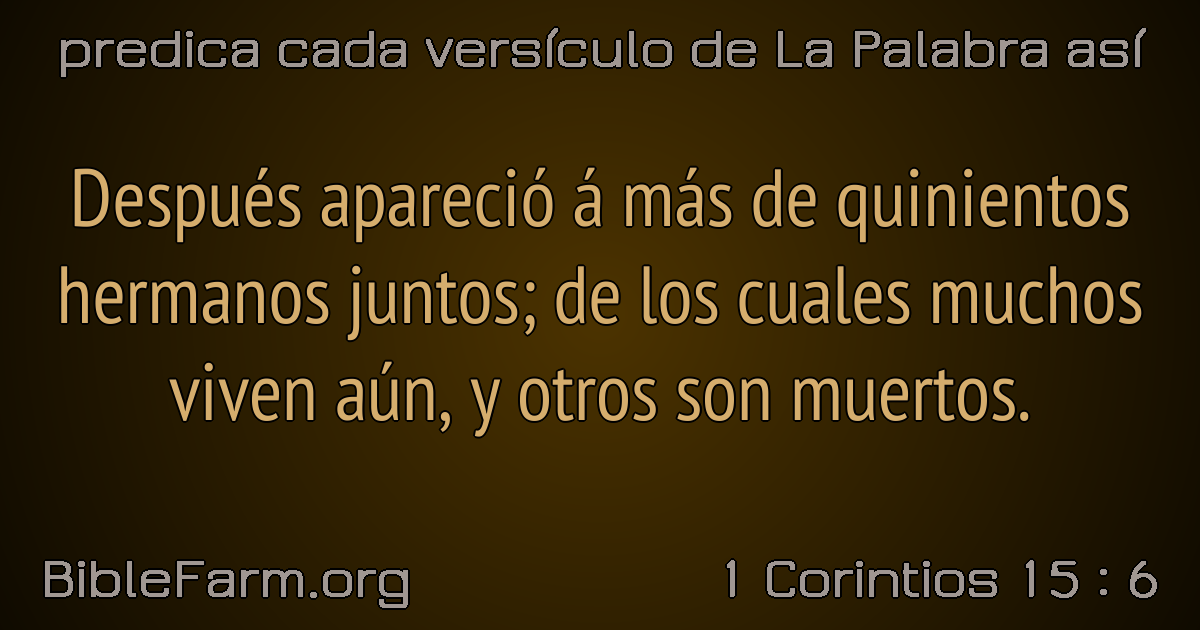 predica cada versículo de La Palabra así
Después apareció á más de quinientos
hermanos juntos; de los cuales muchos
viven aún, y otros son muertos.
BibleFarm.org
1 Corintios 15 : 6